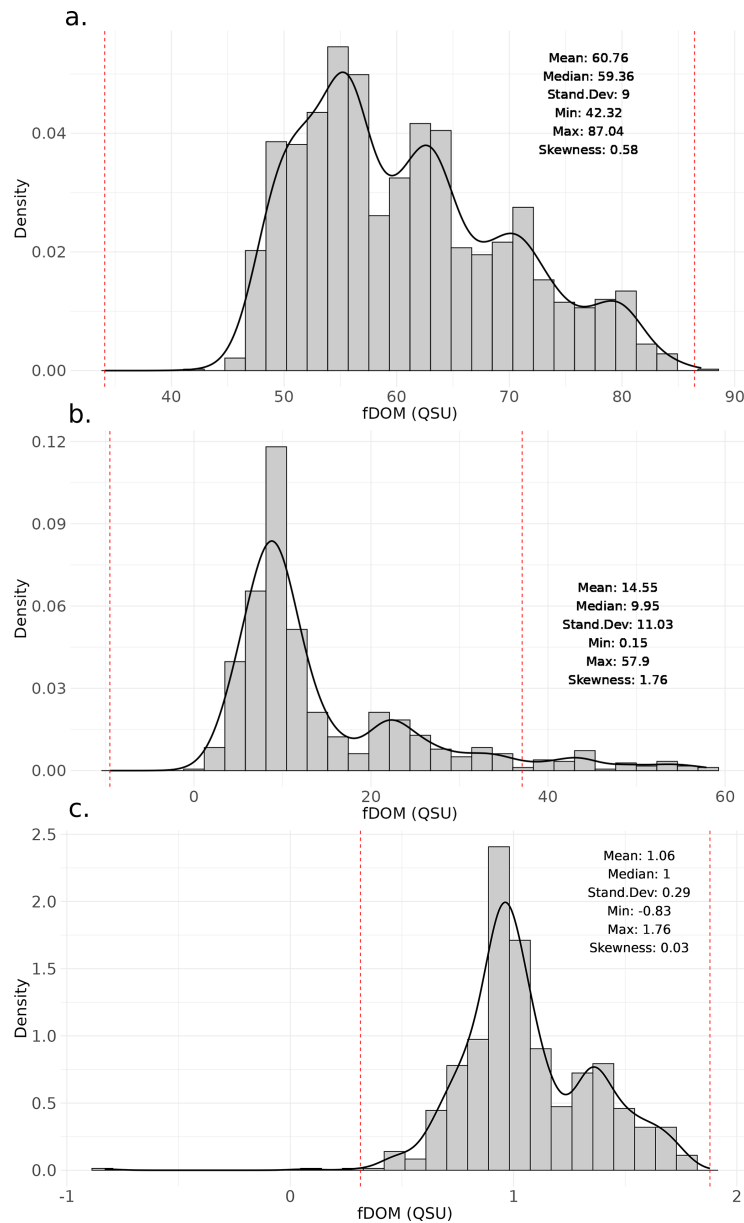 a.
Mean: 60.76
Median: 59.36
Stand.Dev: 9
Min: 42.32
Max: 87.04
Skewness: 0.58
Density
0.04
0.02
0.00
40 50 60 70 80 90
fDOM (QSU)
b.
0.12
0.09
0.06
0.03
0.00
Density
Mean: 14.55
Median: 9.95
Stand.Dev: 11.03
Min: 0.15
Max: 57.9
Skewness: 1.76
0 20 40 60
fDOM (QSU)
c.
2.5
2.0
1.5
1.0
0.5
0.0
Density
Mean: 1.06
Median: 1
Stand.Dev: 0.29
Min: -0.83
Max: 1.76
Skewness: 0.03
-1 0 1 2
fDOM (QSU)